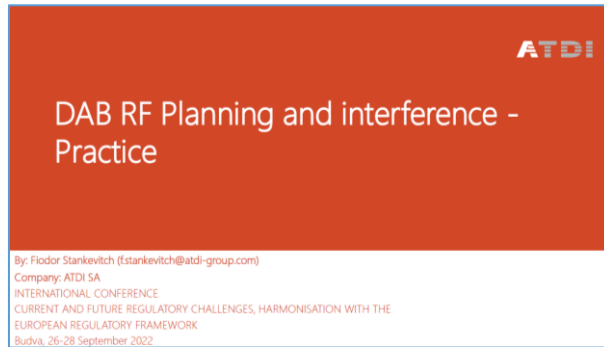 ATDI
DAB RF Planning and interference -
Practice
By: Fiodor Stankevitch (f.stankevitch@atdi-group.com)
Company: ATDI SA
INTERNATIONAL CONFERENCE
CURRENT AND FUTURE REGULATORY CHALLENGES, HARMONISATION WITH THE
EUROPEAN REGULATORY FRAMEWORK
Budva, 26-28 September 2022